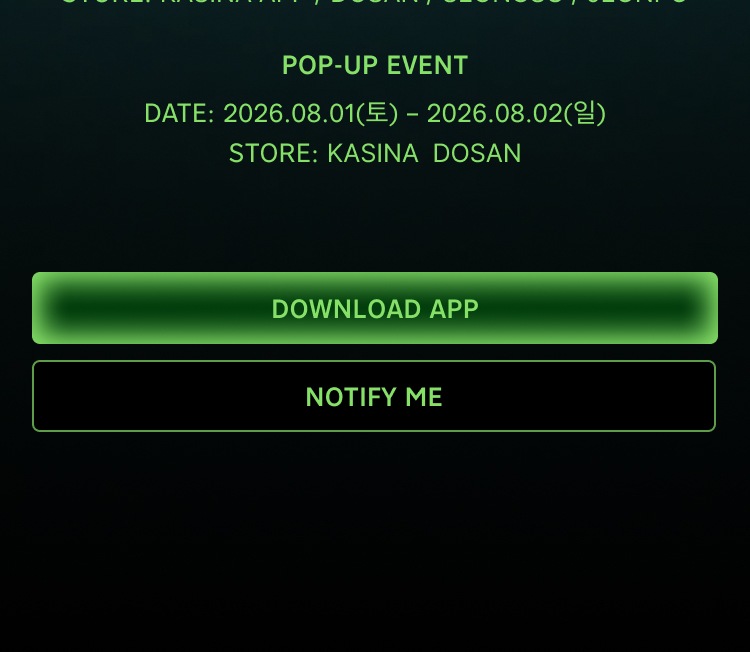 POP-UP EVENT
DATE: 2026.08.01(토) – 2026.08.02(일)
STORE: KASINA DOSAN
DOWNLOAD APP
NOTIFY ME